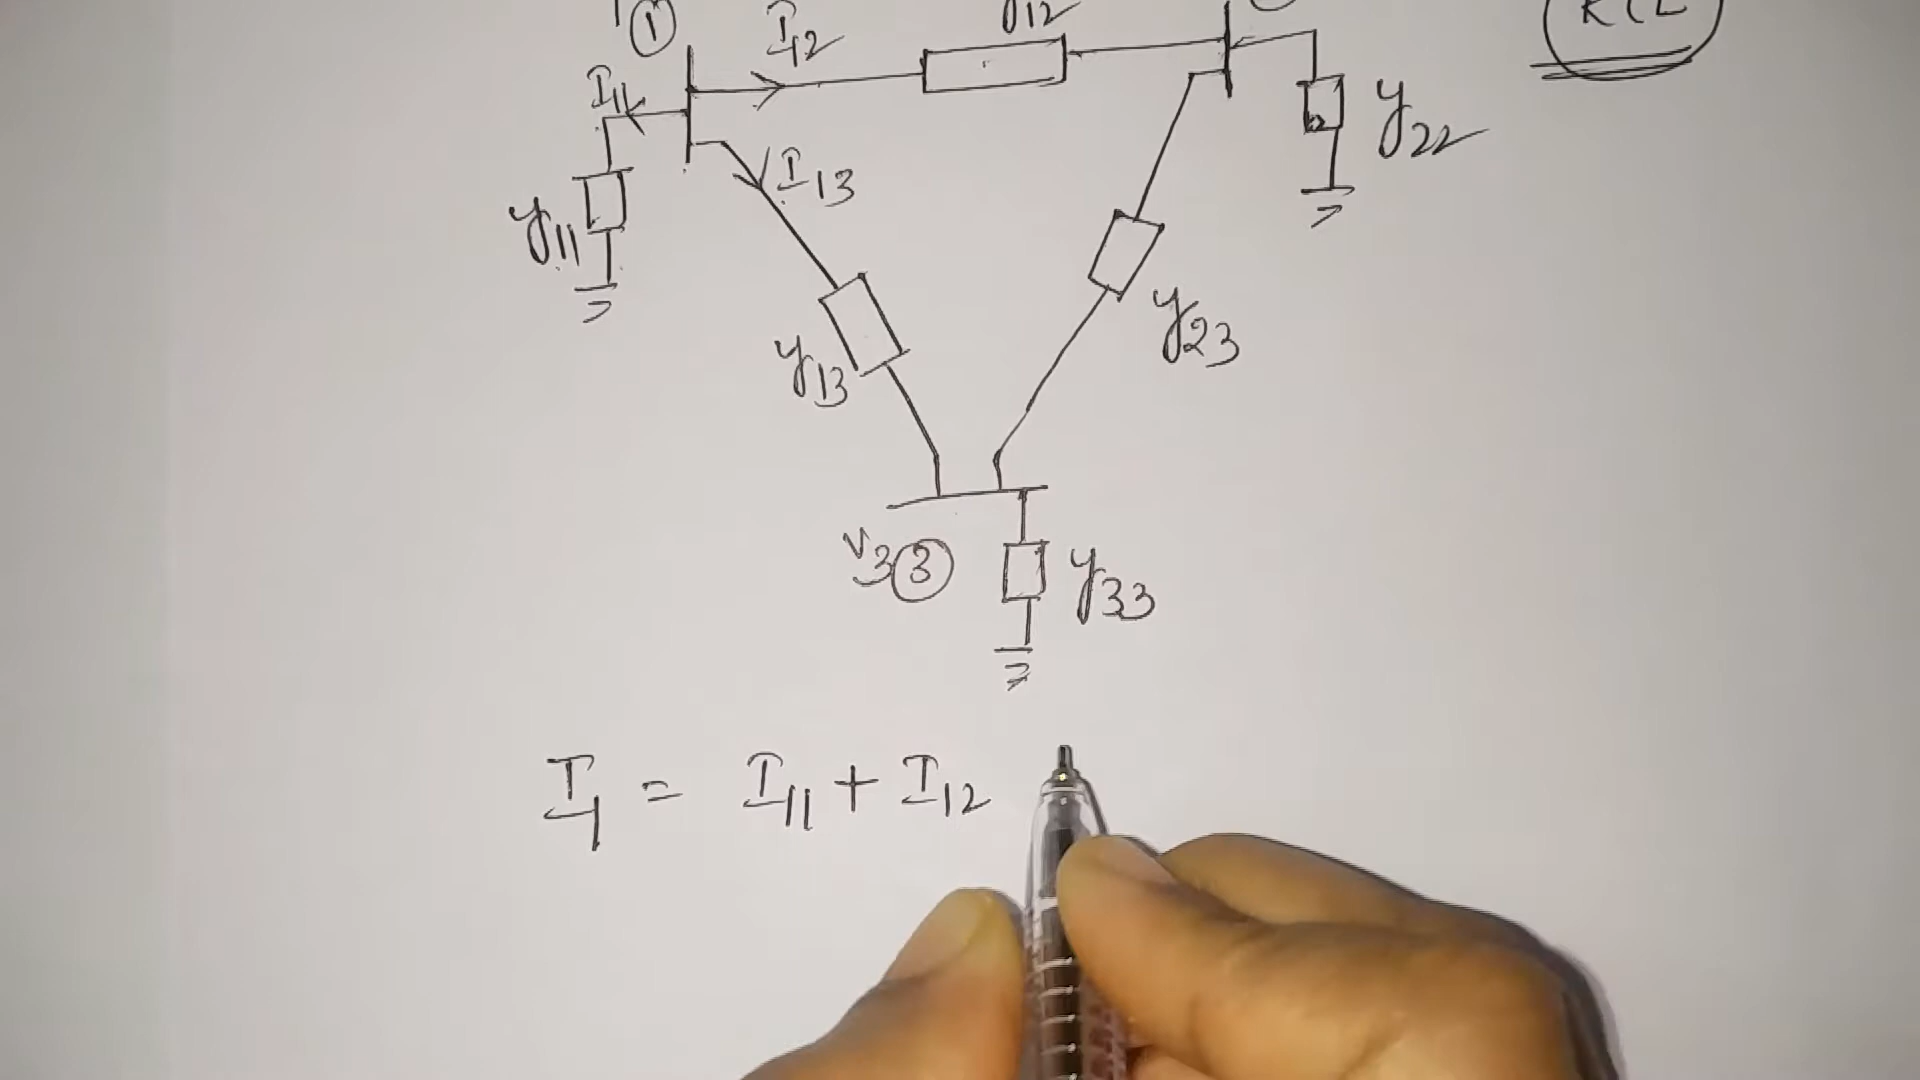 ①
I12
y12
KCL
I11
y22
I13
y11
y23
y13
V3 ③
y33
I1 = I11 + I12